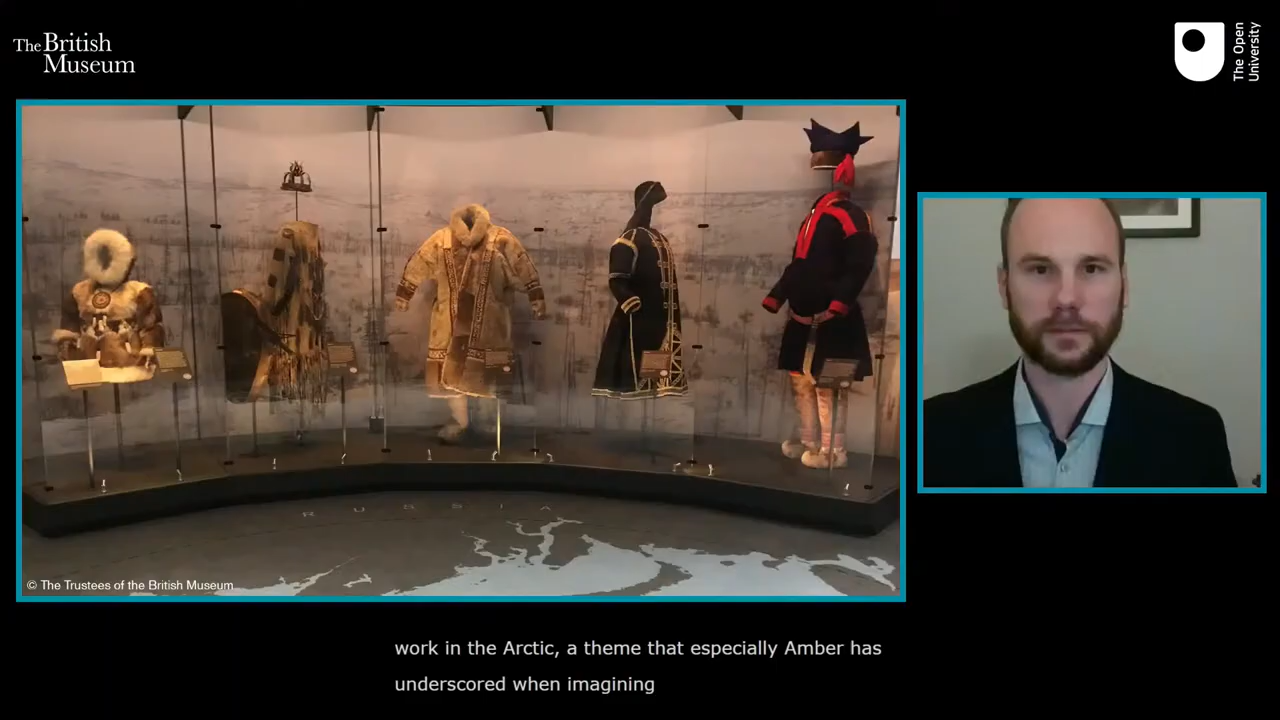 The British
Museum
The Open
University
RUSSIA
© The Trustees of the British Museum
work in the Arctic, a theme that especially Amber has
underscored when imagining